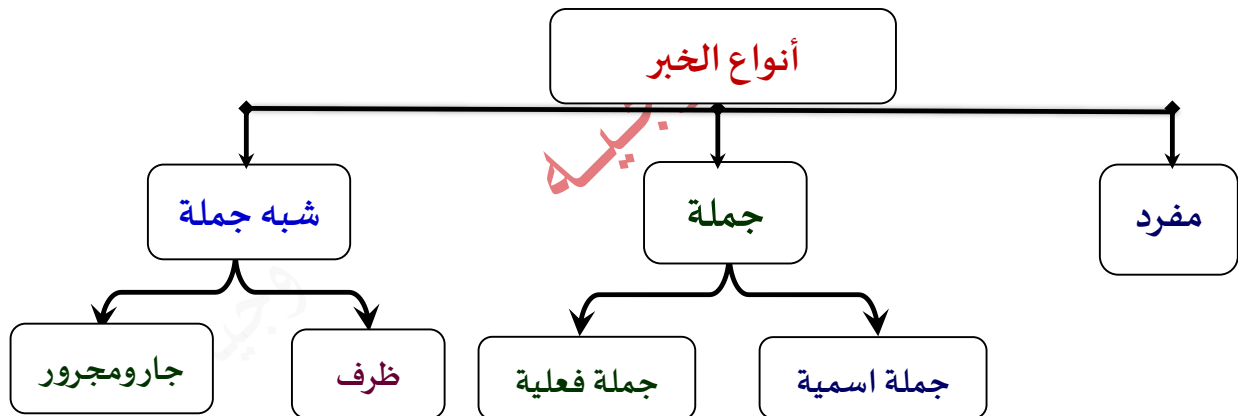 أنواع الخبر
مفرد
جملة
شبه جملة
جملة اسمية
جملة فعلية
ظرف
جارومجرور